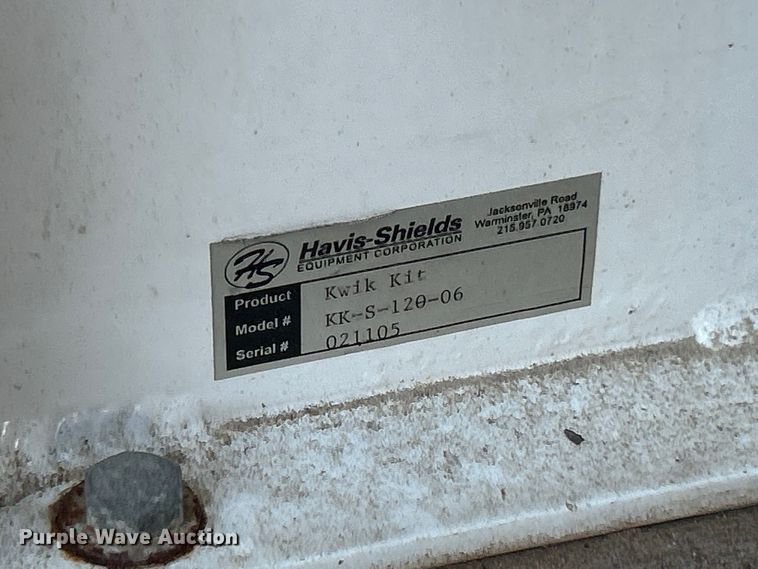 HS
Havis-Shields
EQUIPMENT CORPORATION
Jacksonville Road
Warminster, PA 18974
215.957.0720
Product Kwik Kit
Model # KK-S-120-06
Serial # 021105
Purple Wave Auction